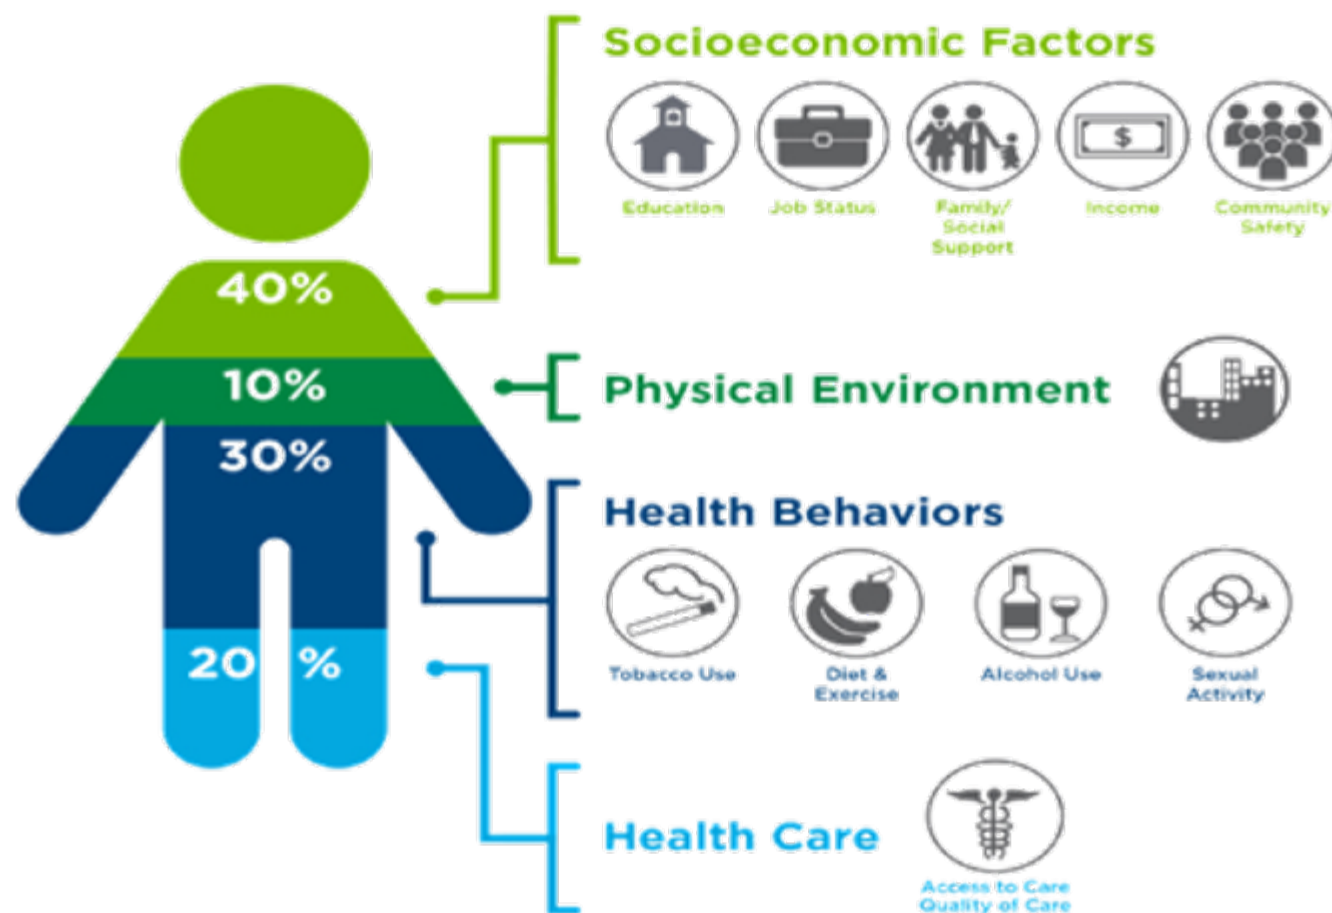 Socioeconomic Factors
Education
Job Status
Family/
Social
Support
Income
Community
Safety
$
40%
10%
30%
20 %
Physical Environment
Health Behaviors
Tobacco Use
Diet &
Exercise
Alcohol Use
Sexual
Activity
Health Care
Access to Care
Quality of Care